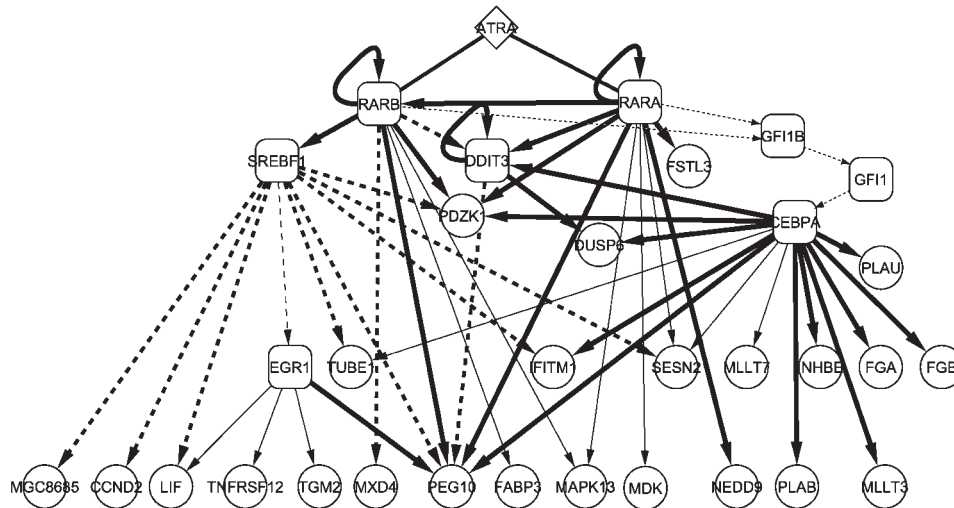 ATRA
RARB
RARA
GFI1B
SREBF1
DDIT3
FSTL3
GFI1
PDZK1
CEBPA
DUSP6
PLAU
EGR1
TUBE1
IFITM1
SESN2
MLLT7
NHBE
FGA
FGB
MGC8685
CCND2
LIF
TNFRSF12
TGM2
MXD4
PEG10
FABP3
MAPK13
MDK
NEDD9
PLAB
MLLT3